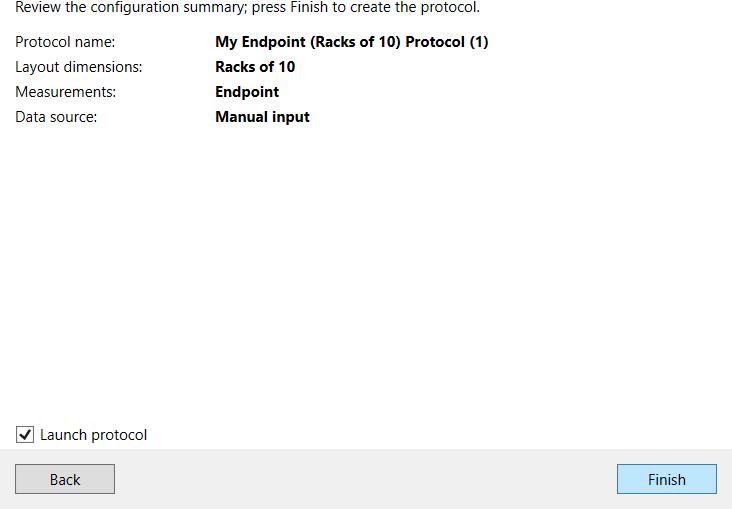 Review the configuration summary; press Finish to create the protocol.
Protocol name: My Endpoint (Racks of 10) Protocol (1)
Layout dimensions: Racks of 10
Measurements: Endpoint
Data source: Manual input
Launch protocol
Back Finish